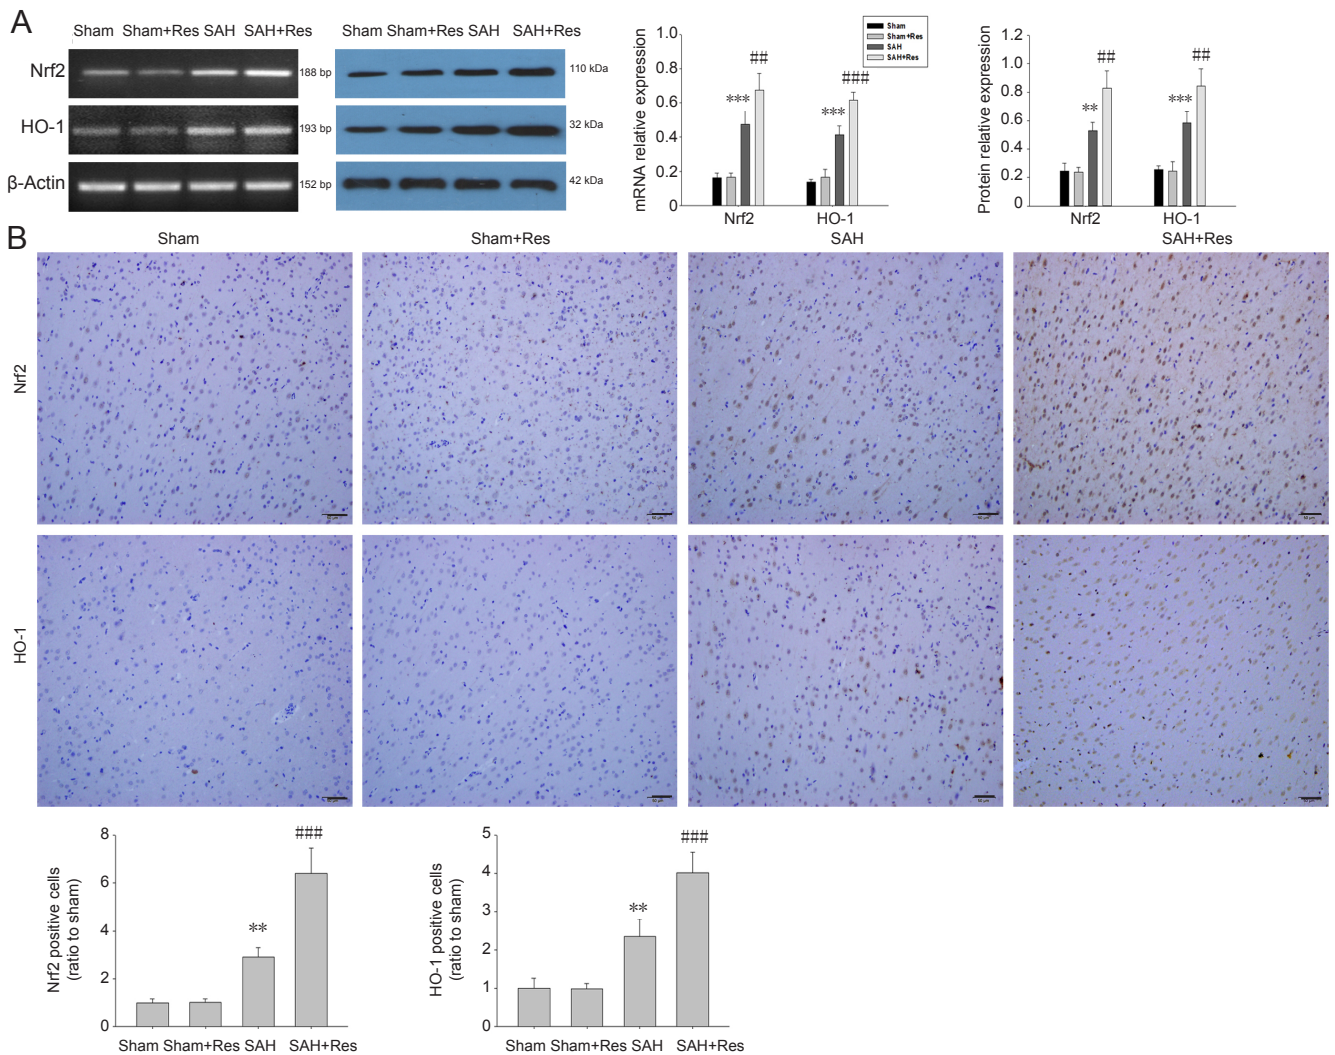 A
Sham Sham+Res SAH SAH+Res
Sham Sham+Res SAH SAH+Res
Nrf2
188 bp
110 kDa
HO-1
193 bp
32 kDa
β-Actin
152 bp
42 kDa
mRNA relative expression
1.0
0.8
0.6
0.4
0.2
0
Sham
Sham+Res
SAH
SAH+Res
***
##
***
###
Nrf2 HO-1
Protein relative expression
1.2
1.0
0.8
0.6
0.4
0.2
0
**
##
***
##
Nrf2 HO-1
B
Sham Sham+Res SAH SAH+Res
Nrf2
HO-1
Nrf2 positive cells
(ratio to sham)
8
6
4
2
0
**
###
Sham Sham+Res SAH SAH+Res
HO-1 positive cells
(ratio to sham)
5
4
3
2
1
0
**
###
Sham Sham+Res SAH SAH+Res